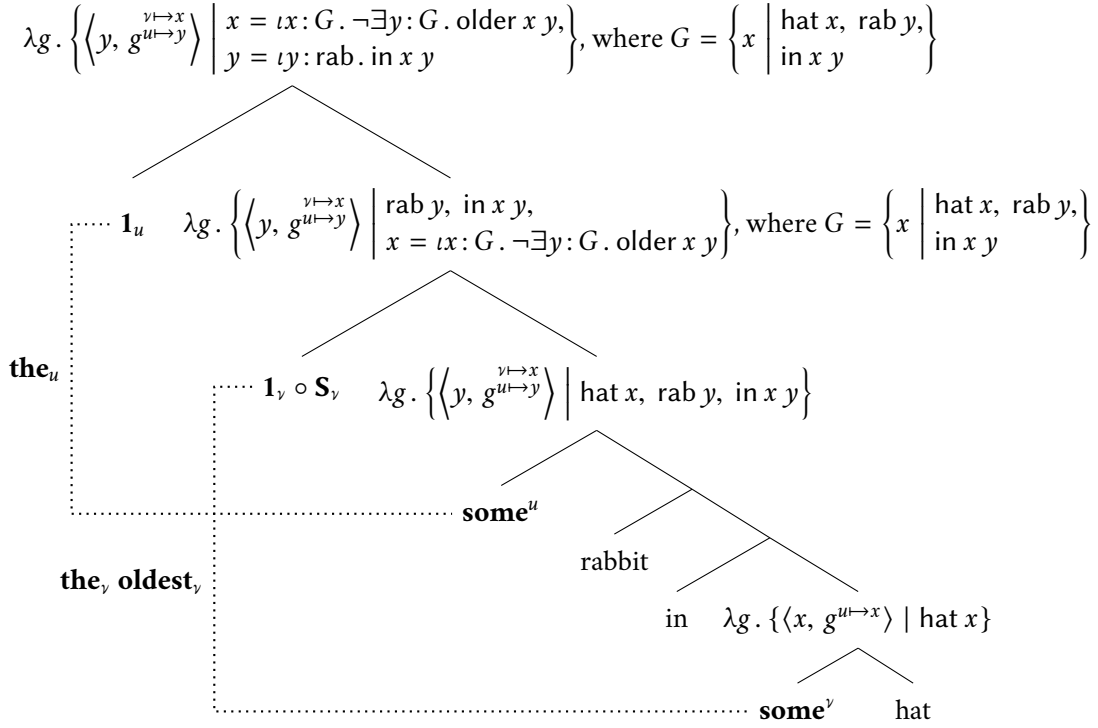 λg. {⟨y, g^{ν↦x}_{u↦y}⟩ | x = ιx: G. ¬∃y: G. older x y, y = ιy: rab. in x y}, where G = {x | hat x, rab y, in x y}
1_u λg. {⟨y, g^{ν↦x}_{u↦y}⟩ | rab y, in x y, x = ιx: G. ¬∃y: G. older x y}, where G = {x | hat x, rab y, in x y}
the_u
1_ν ∘ S_ν λg. {⟨y, g^{ν↦x}_{u↦y}⟩ | hat x, rab y, in x y}
some^u
rabbit
the_ν oldest_ν
in λg. {⟨x, g^{u↦x}⟩ | hat x}
some^ν hat